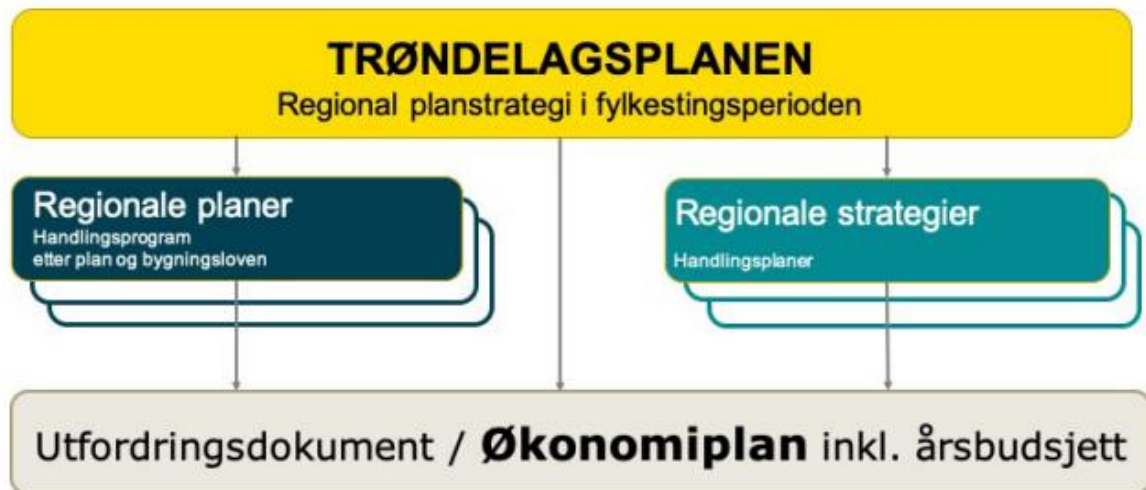 TRØNDELAGSPLANEN
Regional planstrategi i fylkestingsperioden
Regionale planer
Handlingsprogram
etter plan og bygningsloven
Regionale strategier
Handlingsplaner
Utfordringsdokument / Økonomiplan inkl. årsbudsjett